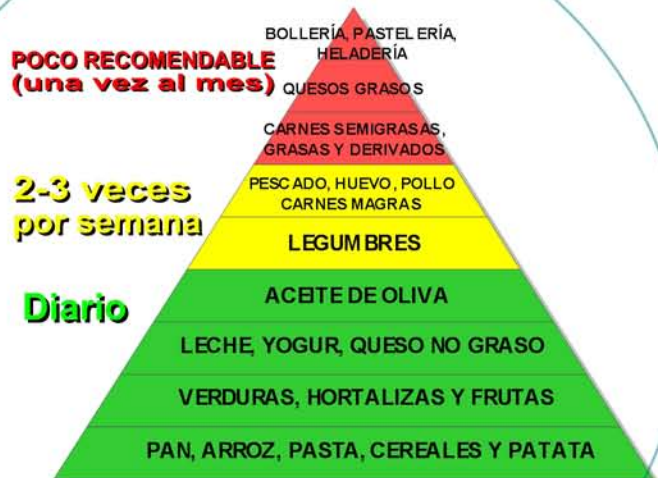 BOLLERÍA, PASTELERÍA,
HELADERÍA
POCO RECOMENDABLE
(una vez al mes)
QUESOS GRASOS
CARNES SEMIGRASAS,
GRASAS Y DERIVADOS
2-3 veces
por semana
PESCADO, HUEVO, POLLO
CARNES MAGRAS
LEGUMBRES
Diario
ACEITE DE OLIVA
LECHE, YOGUR, QUESO NO GRASO
VERDURAS, HORTALIZAS Y FRUTAS
PAN, ARROZ, PASTA, CEREALES Y PATATA